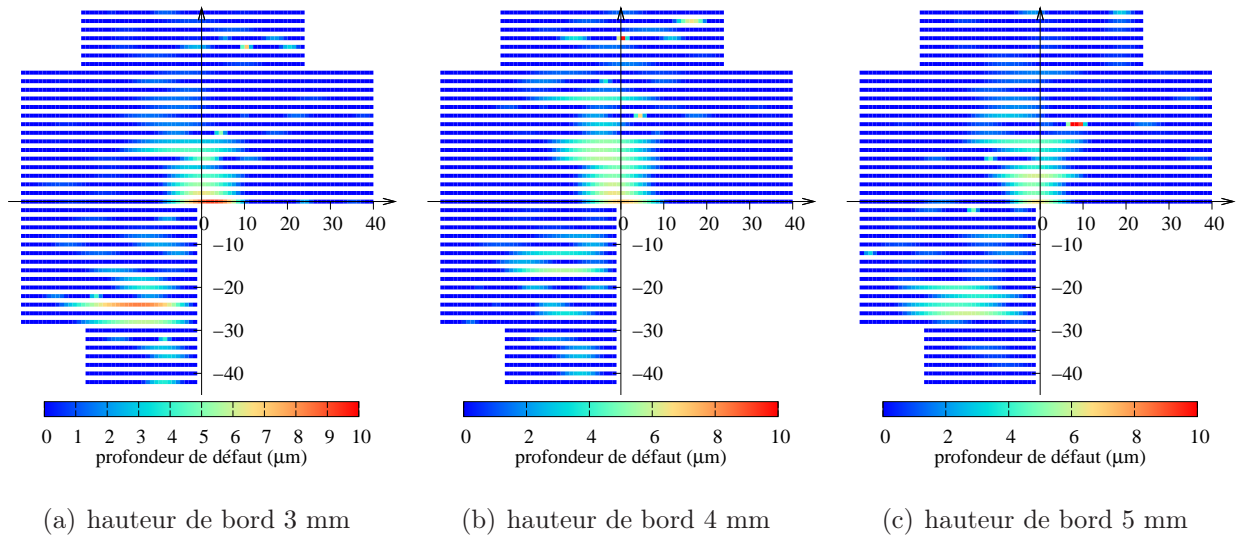 0 10 20 30 40
−10
−20
−30
−40
0 1 2 3 4 5 6 7 8 9 10
profondeur de défaut (μm)
(a) hauteur de bord 3 mm
0 10 20 30 40
−10
−20
−30
−40
0 2 4 6 8 10
profondeur de défaut (μm)
(b) hauteur de bord 4 mm
0 10 20 30 40
−10
−20
−30
−40
0 2 4 6 8 10
profondeur de défaut (μm)
(c) hauteur de bord 5 mm